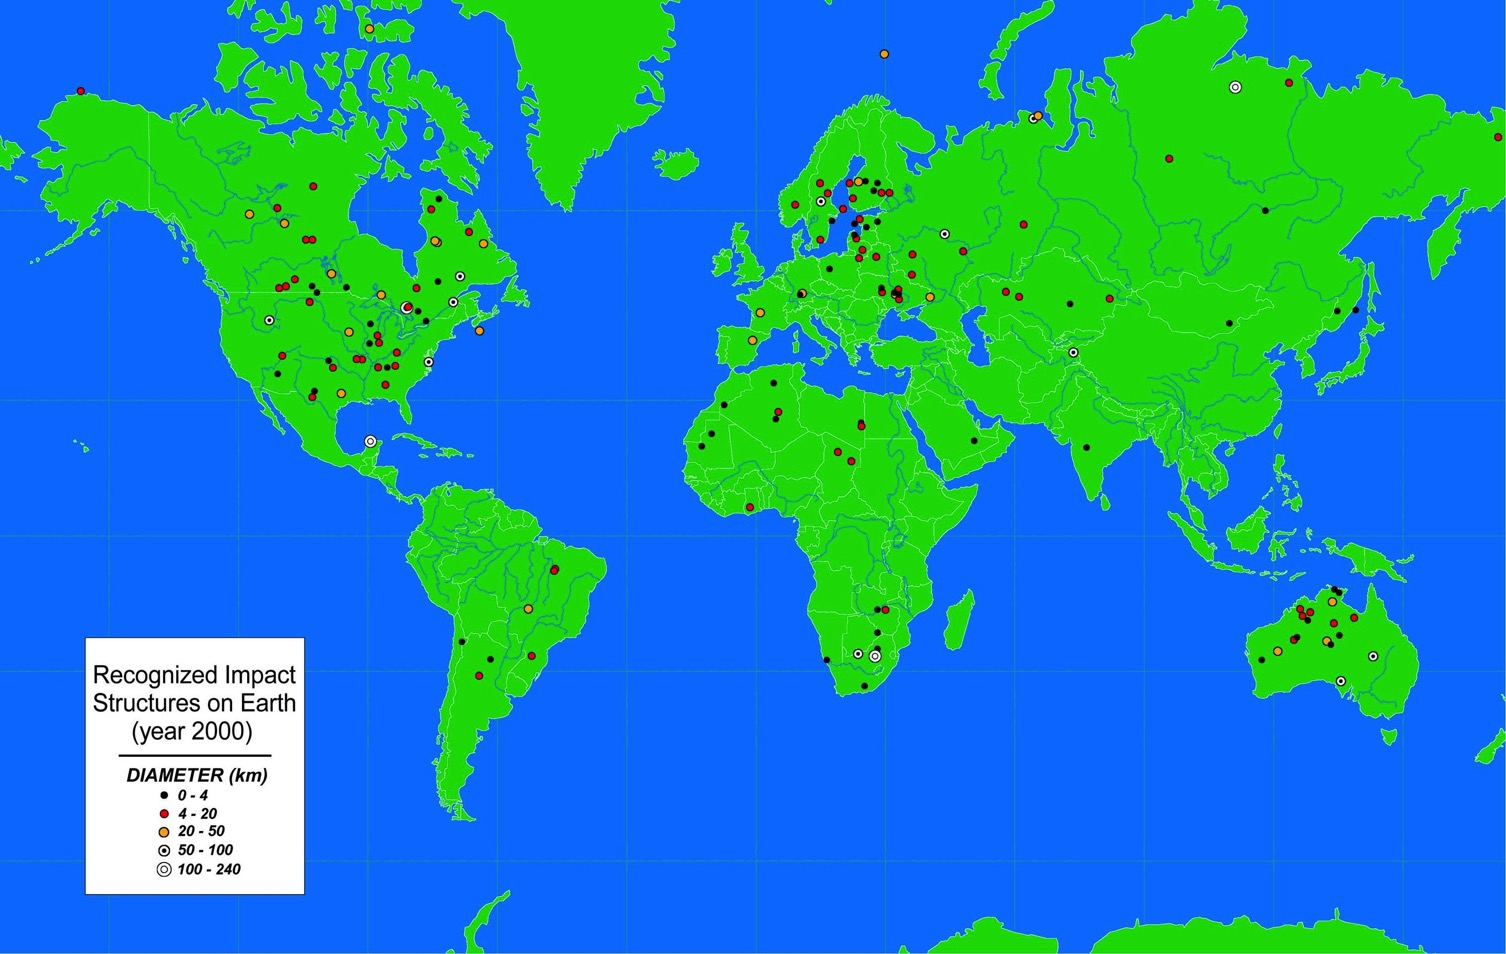 Recognized Impact
Structures on Earth
(year 2000)
DIAMETER (km)
0 - 4
4 - 20
20 - 50
50 - 100
100 - 240